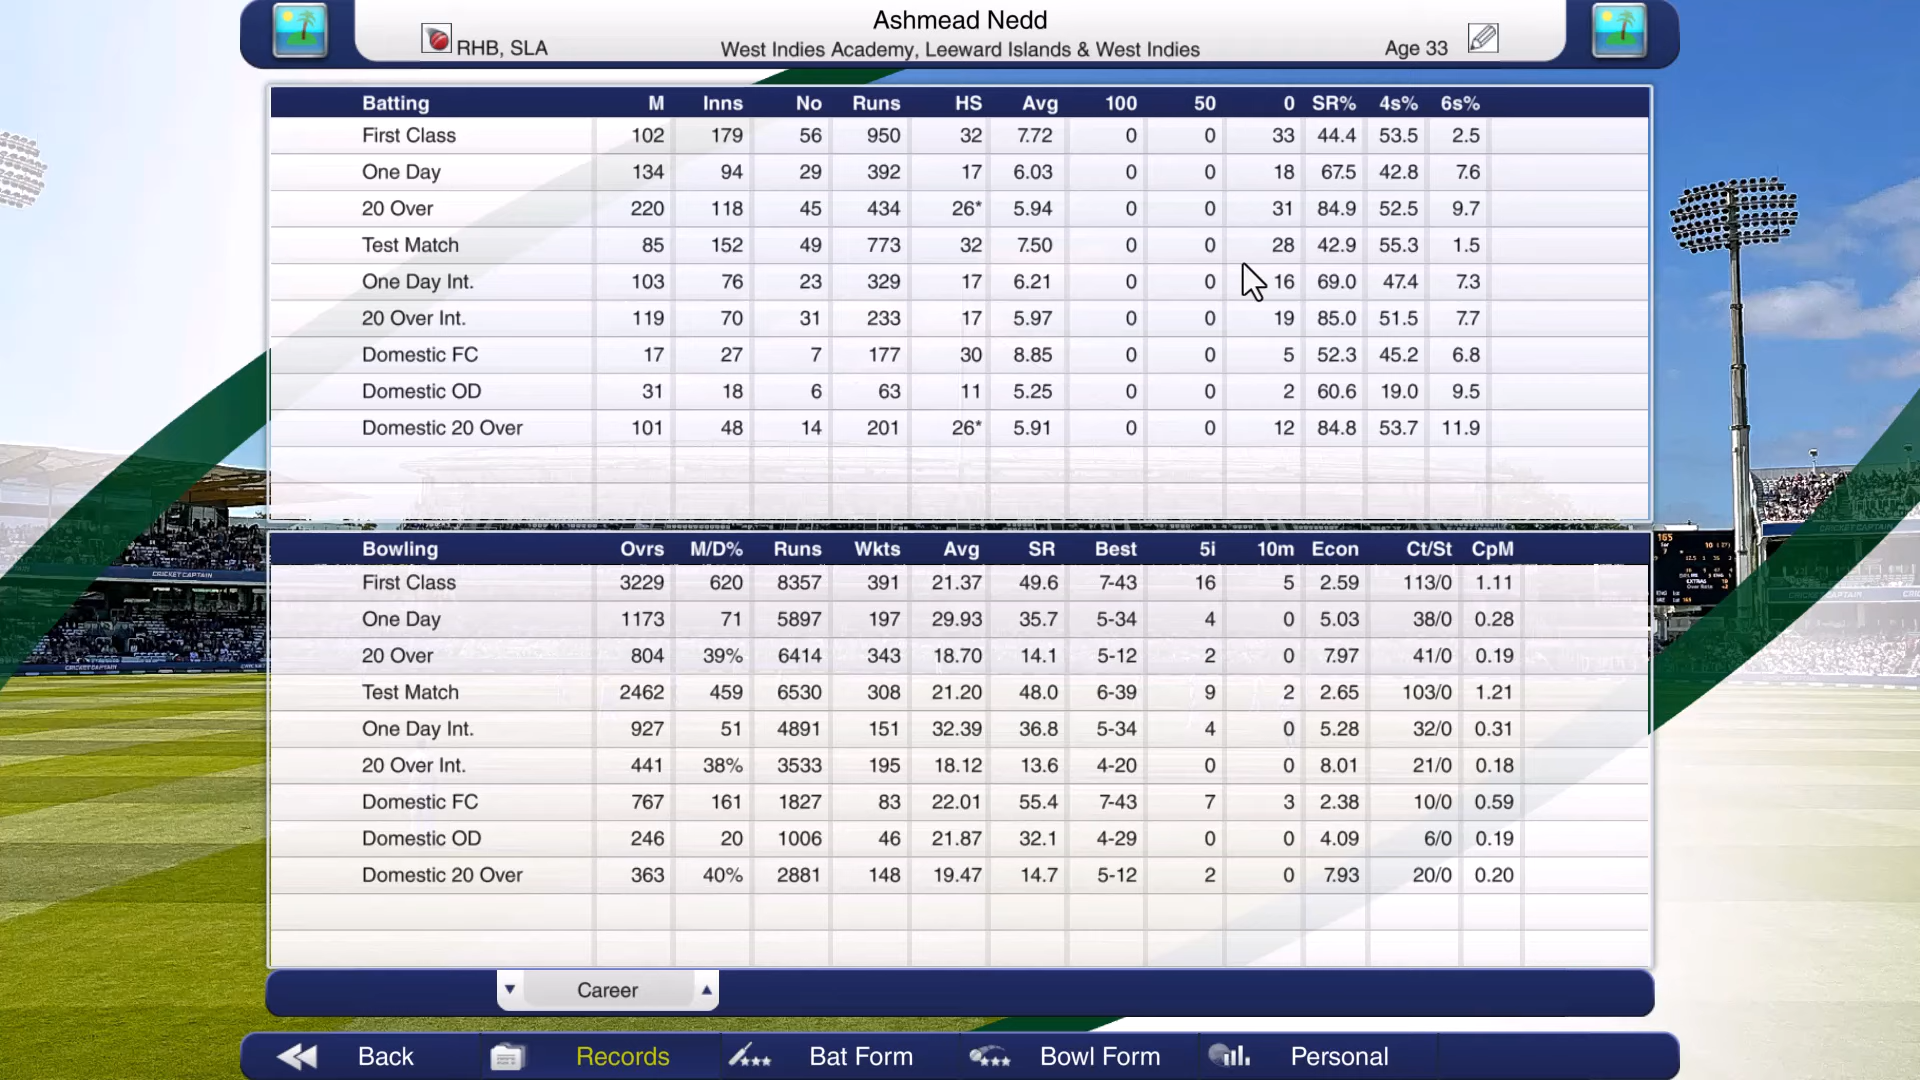 Ashmead Nedd
RHB, SLA
West Indies Academy, Leeward Islands & West Indies
Age 33
Batting M Inns No Runs HS Avg 100 50 0 SR% 4s% 6s%
First Class 102 179 56 950 32 7.72 0 0 33 44.4 53.5 2.5
One Day 134 94 29 392 17 6.03 0 0 18 67.5 42.8 7.6
20 Over 220 118 45 434 26* 5.94 0 0 31 84.9 52.5 9.7
Test Match 85 152 49 773 32 7.50 0 0 28 42.9 55.3 1.5
One Day Int. 103 76 23 329 17 6.21 0 0 16 69.0 47.4 7.3
20 Over Int. 119 70 31 233 17 5.97 0 0 19 85.0 51.5 7.7
Domestic FC 17 27 7 177 30 8.85 0 0 5 52.3 45.2 6.8
Domestic OD 31 18 6 63 11 5.25 0 0 2 60.6 19.0 9.5
Domestic 20 Over 101 48 14 201 26* 5.91 0 0 12 84.8 53.7 11.9
Bowling Ovrs M/D% Runs Wkts Avg SR Best 5i 10m Econ Ct/St CpM
First Class 3229 620 8357 391 21.37 49.6 7-43 16 5 2.59 113/0 1.11
One Day 1173 71 5897 197 29.93 35.7 5-34 4 0 5.03 38/0 0.28
20 Over 804 39% 6414 343 18.70 14.1 5-12 2 0 7.97 41/0 0.19
Test Match 2462 459 6530 308 21.20 48.0 6-39 9 2 2.65 103/0 1.21
One Day Int. 927 51 4891 151 32.39 36.8 5-34 4 0 5.28 32/0 0.31
20 Over Int. 441 38% 3533 195 18.12 13.6 4-20 0 0 8.01 21/0 0.18
Domestic FC 767 161 1827 83 22.01 55.4 7-43 7 3 2.38 10/0 0.59
Domestic OD 246 20 1006 46 21.87 32.1 4-29 0 0 4.09 6/0 0.19
Domestic 20 Over 363 40% 2881 148 19.47 14.7 5-12 2 0 7.93 20/0 0.20
CRICKET CAPTAIN
CRICKET CAPTAIN
CRICKET CAPTAIN
165
Career
Back Records Bat Form Bowl Form Personal